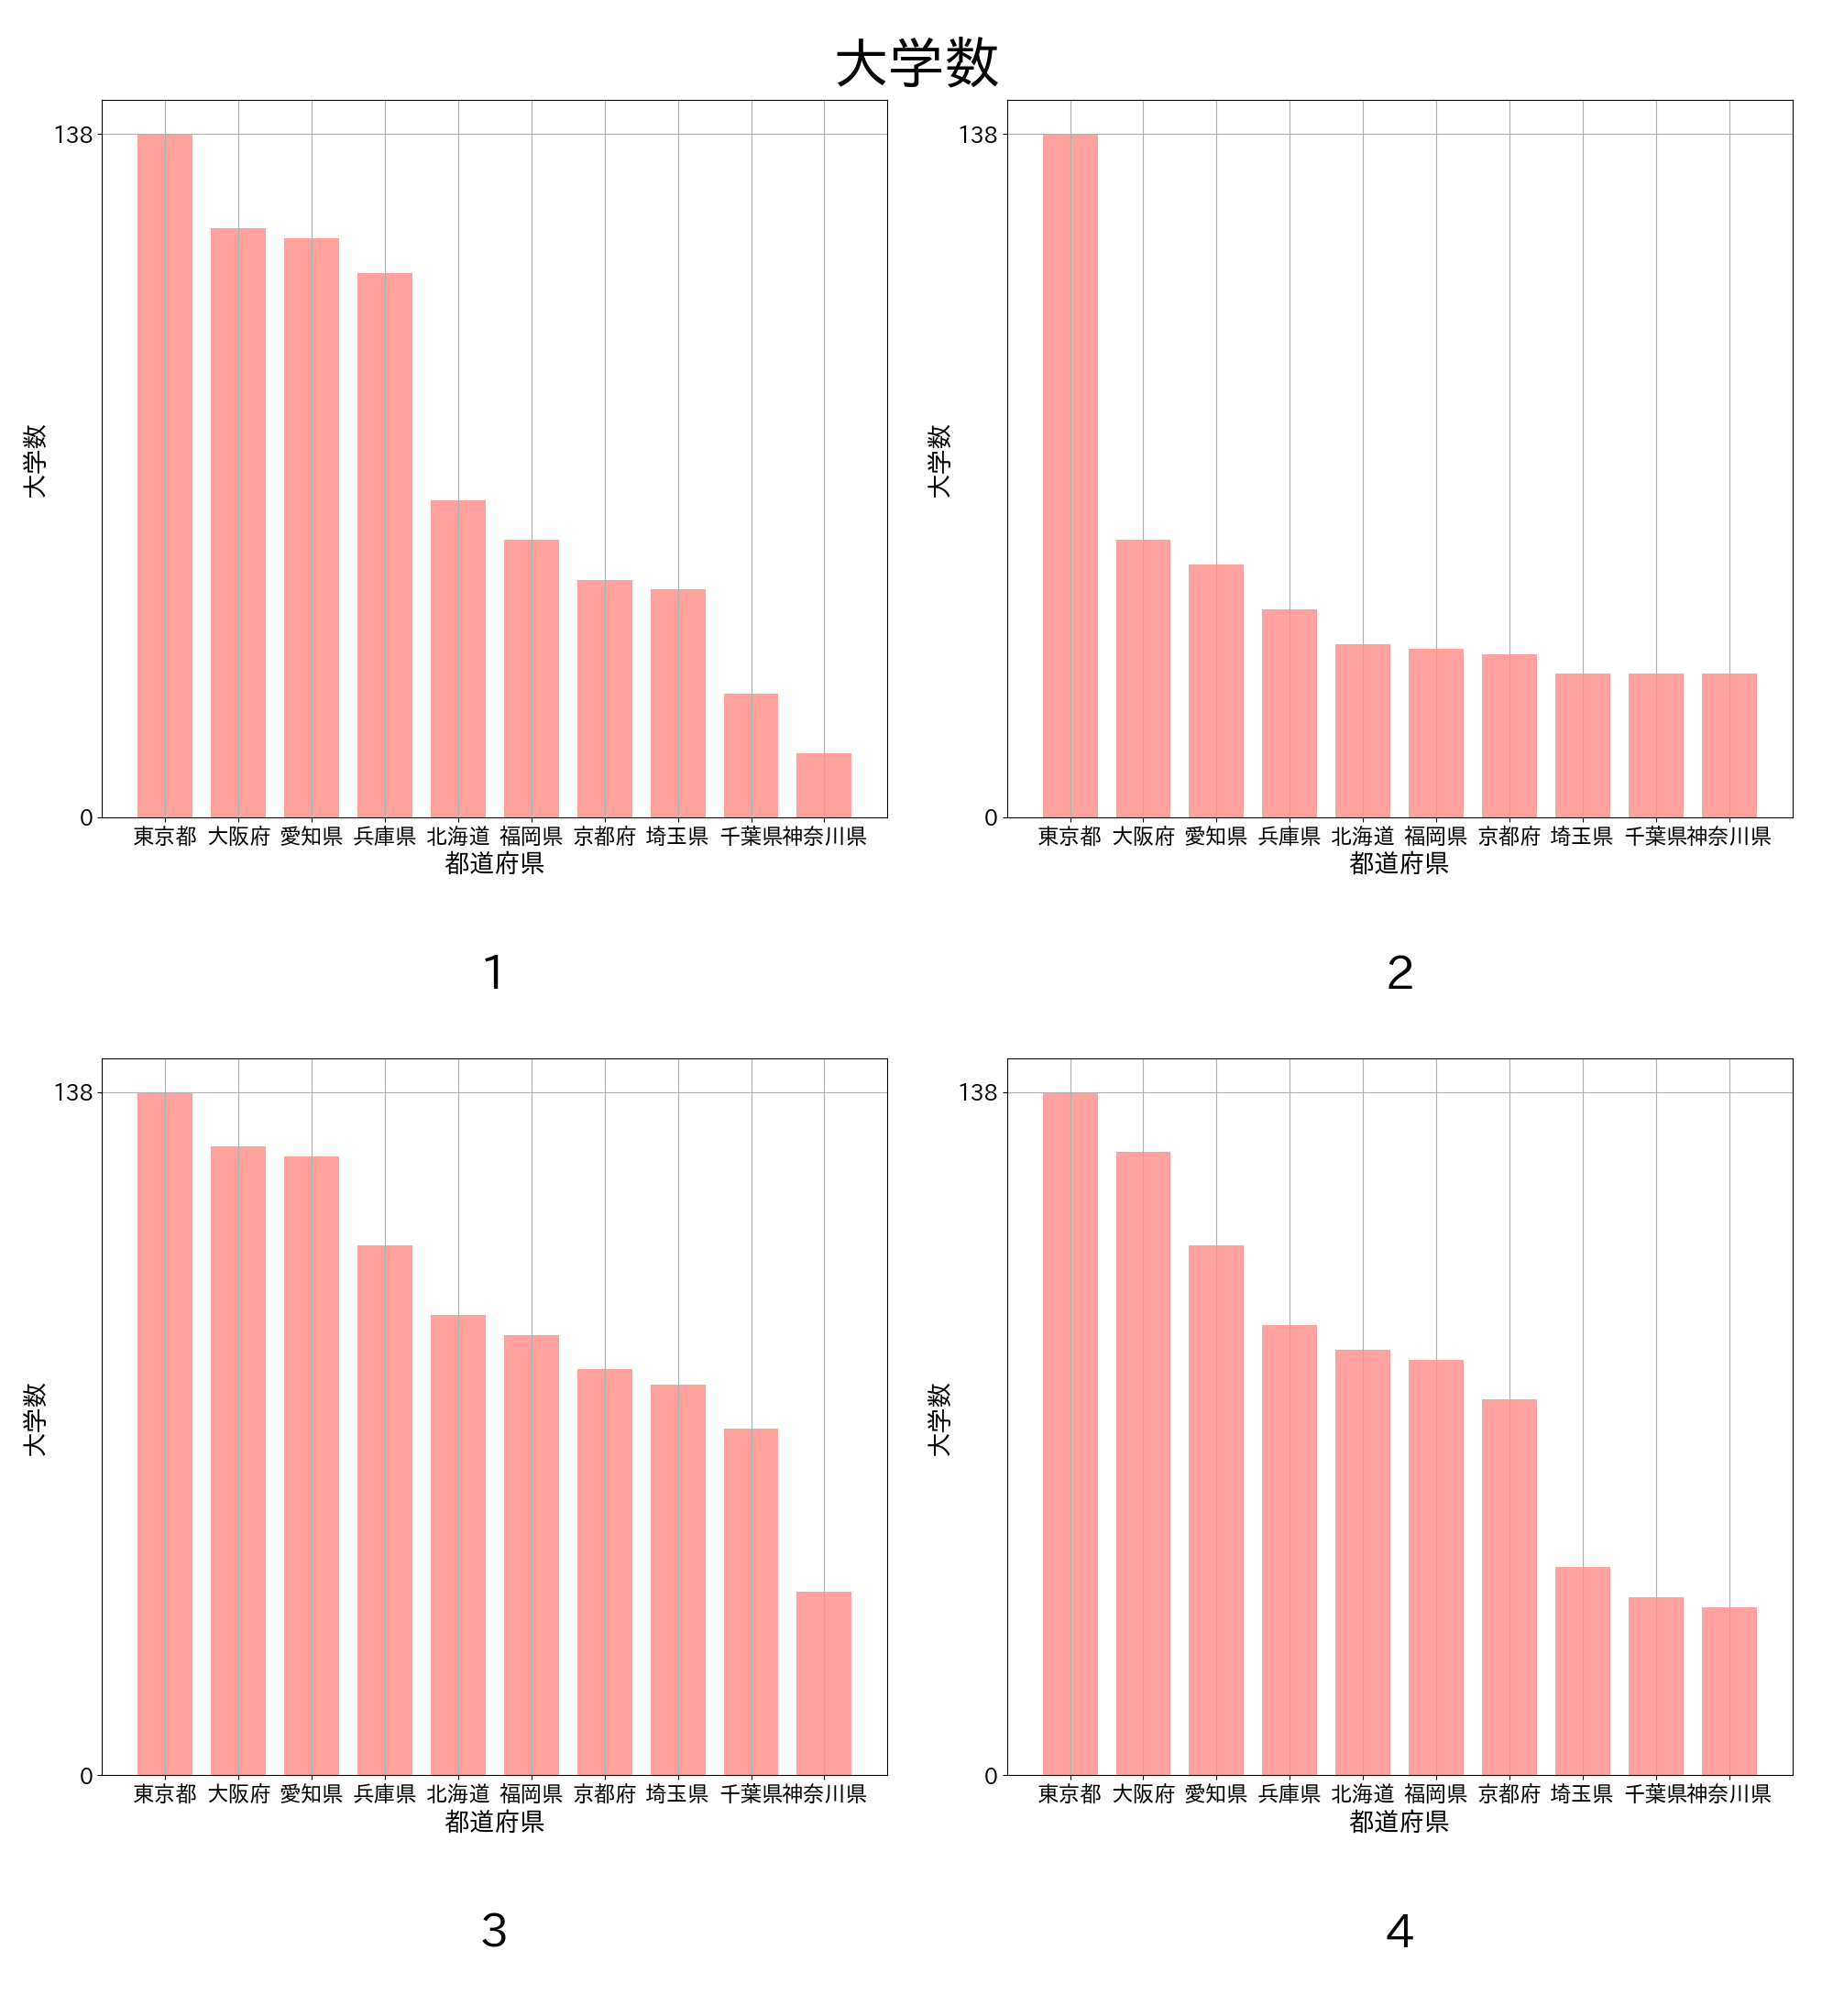 大学数
138
0
大学数
東京都 大阪府 愛知県 兵庫県 北海道 福岡県 京都府 埼玉県 千葉県 神奈川県
都道府県
1
138
0
大学数
東京都 大阪府 愛知県 兵庫県 北海道 福岡県 京都府 埼玉県 千葉県 神奈川県
都道府県
2
138
0
大学数
東京都 大阪府 愛知県 兵庫県 北海道 福岡県 京都府 埼玉県 千葉県 神奈川県
都道府県
3
138
0
大学数
東京都 大阪府 愛知県 兵庫県 北海道 福岡県 京都府 埼玉県 千葉県 神奈川県
都道府県
4